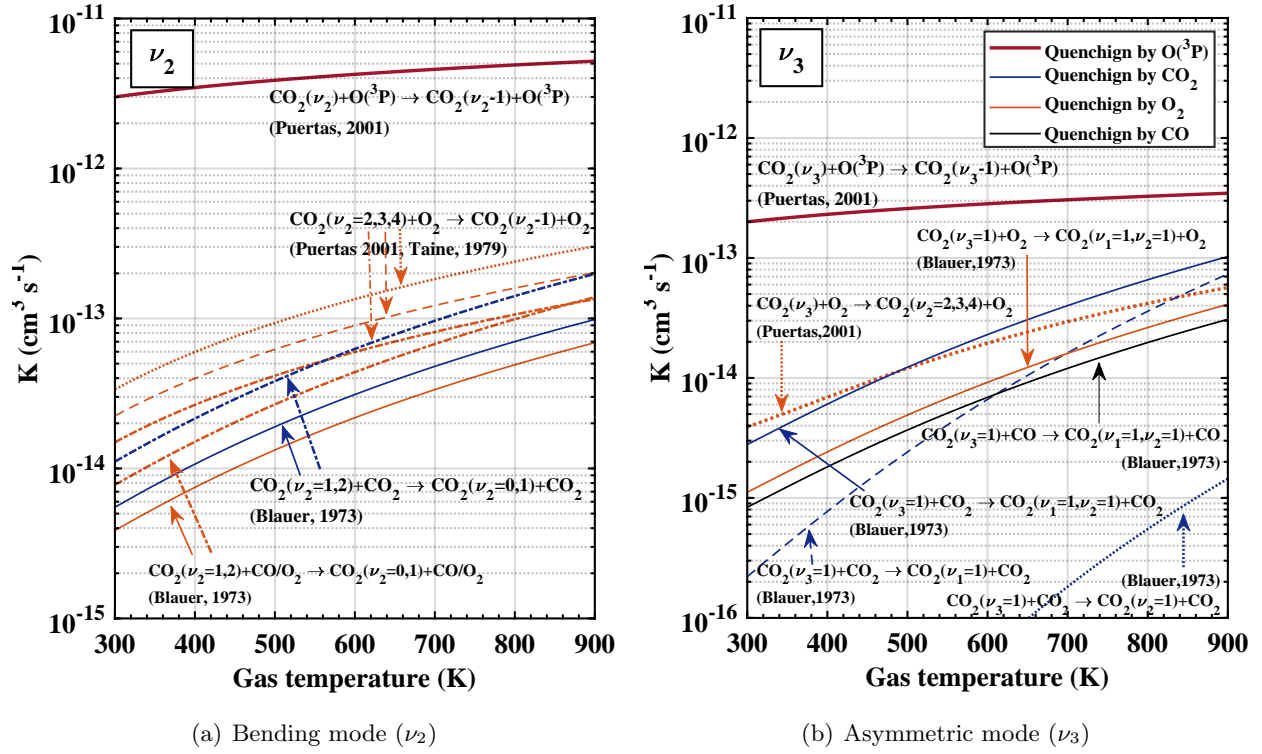 ν₂
10⁻¹¹
10⁻¹²
10⁻¹³
10⁻¹⁴
10⁻¹⁵
K (cm³ s⁻¹)
CO₂(ν₂)+O(³P) → CO₂(ν₂-1)+O(³P)
(Puertas, 2001)
CO₂(ν₂=2,3,4)+O₂ → CO₂(ν₂-1)+O₂
(Puertas 2001, Taine, 1979)
CO₂(ν₂=1,2)+CO₂ → CO₂(ν₂=0,1)+CO₂
(Blauer, 1973)
CO₂(ν₂=1,2)+CO/O₂ → CO₂(ν₂=0,1)+CO/O₂
(Blauer, 1973)
300 400 500 600 700 800 900
Gas temperature (K)
(a) Bending mode (ν₂)
ν₃
10⁻¹¹
10⁻¹²
10⁻¹³
10⁻¹⁴
10⁻¹⁵
10⁻¹⁶
K (cm³ s⁻¹)
Quenchign by O(³P)
Quenchign by CO₂
Quenchign by O₂
Quenchign by CO
CO₂(ν₃)+O(³P) → CO₂(ν₃-1)+O(³P)
(Puertas, 2001)
CO₂(ν₃=1)+O₂ → CO₂(ν₁=1,ν₂=1)+O₂
(Blauer,1973)
CO₂(ν₃)+O₂ → CO₂(ν₂=2,3,4)+O₂
(Puertas,2001)
CO₂(ν₃=1)+CO → CO₂(ν₁=1,ν₂=1)+CO
(Blauer,1973)
CO₂(ν₃=1)+CO₂ → CO₂(ν₁=1,ν₂=1)+CO₂
(Blauer,1973)
CO₂(ν₃=1)+CO₂ → CO₂(ν₁=1)+CO₂
(Blauer,1973)
(Blauer,1973)
CO₂(ν₃=1)+CO₂ → CO₂(ν₂=1)+CO₂
300 400 500 600 700 800 900
Gas temperature (K)
(b) Asymmetric mode (ν₃)